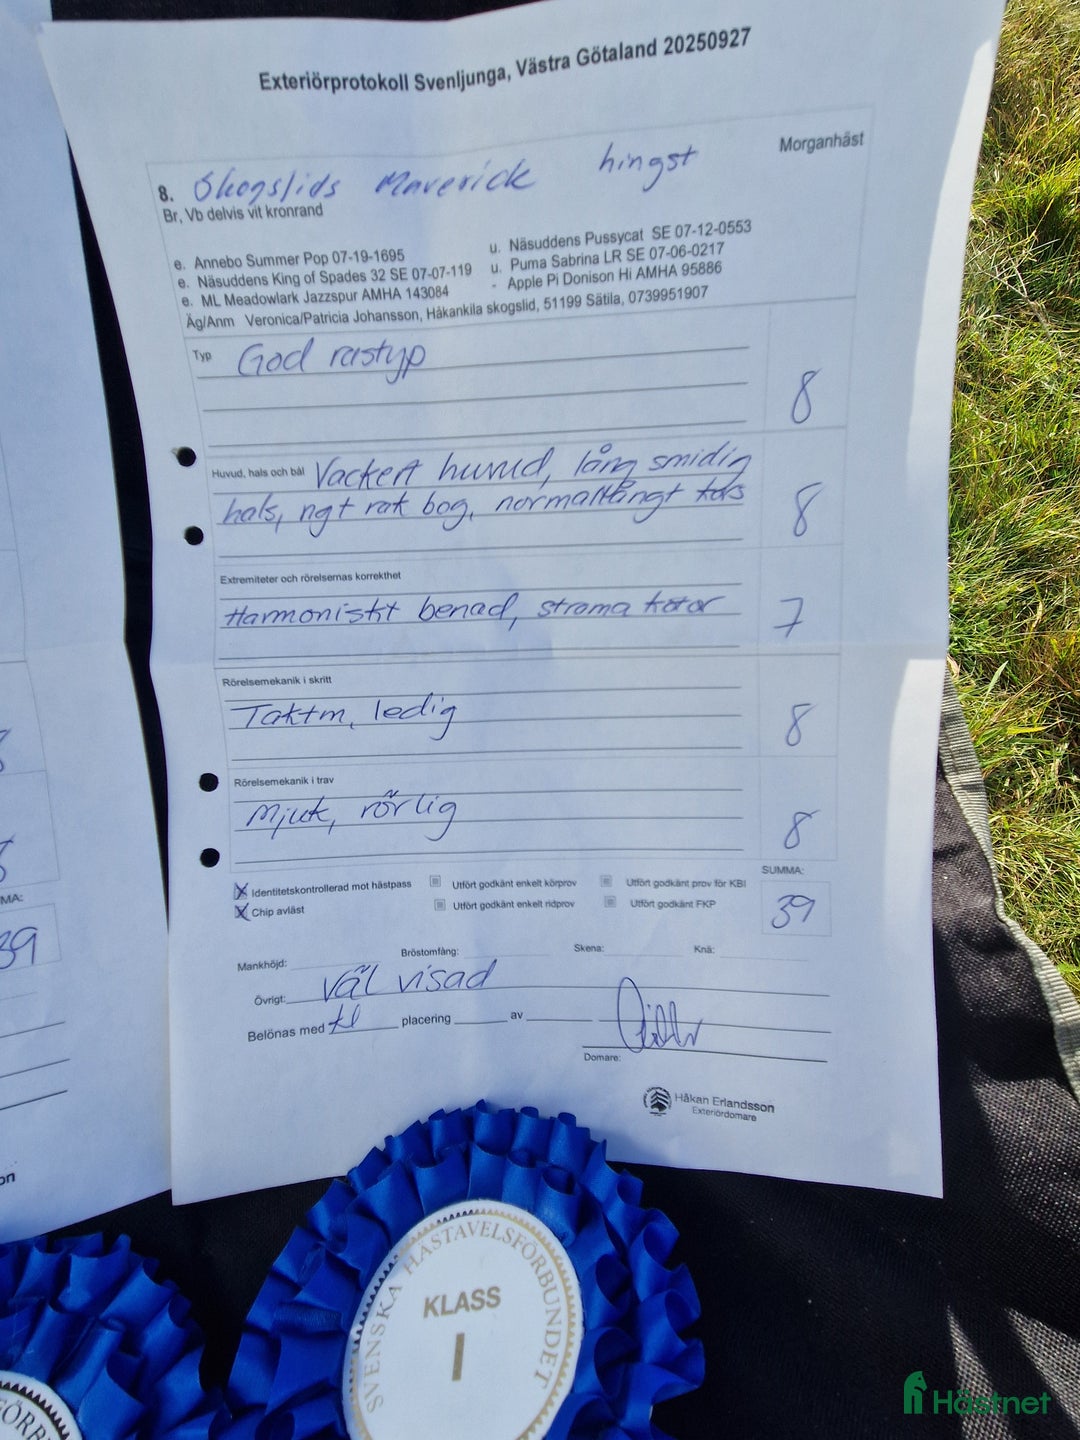 Exteriörprotokoll Svenljunga, Västra Götaland 20250927
Morganhäst
8. Skogslids Maverick hingst
Br, Vb delvis vit kronrand
e. Annebo Summer Pop 07-19-1695 u. Näsuddens Pussycat SE 07-12-0553
e. Näsuddens King of Spades 32 SE 07-07-119 u. Puma Sabrina LR SE 07-06-0217
e. ML Meadowlark Jazzspur AMHA 143084 - Apple Pi Donison Hi AMHA 95886
Äg/Anm Veronica/Patricia Johansson, Håkankila skogslid, 51199 Sätila, 0739951907
Typ God rastyp
8
Huvud, hals och bål Vackert huvud, lång smidig
hals, ngt rak bog, normallångt kors
8
Extremiteter och rörelsernas korrekthet
Harmoniskt benad, strama kotor
7
Rörelsemekanik i skritt
Taktm, ledig
8
Rörelsemekanik i trav
Mjuk, rörlig
8
SUMMA:
39
X Identitetskontrollerad mot hästpass Utfört godkänt enkelt körprov Utfört godkänt prov för KBI
X Chip avläst Utfört godkänt enkelt ridprov Utfört godkänt FKP
Mankhöjd: Bröstomfång: Skena: Knä:
Övrigt: Väl visad
Belönas med kl placering av
Domare:
Håkan Erlandsson
Exteriördomare
MA:
39
on
SVENSKA HÄSTAVELSFÖRBUNDET
KLASS
I
Hästnet